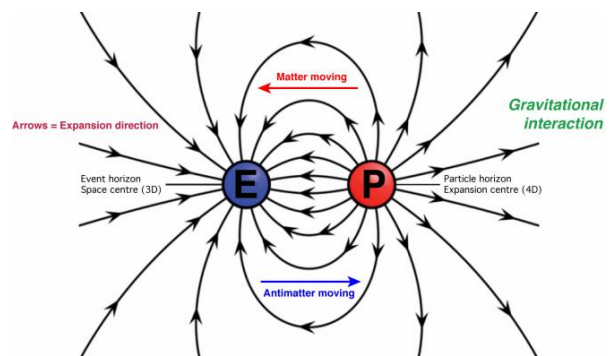 Matter moving
Gravitational
interaction
Arrows = Expansion direction
Event horizon
Space centre (3D)
E
P
Particle horizon
Expansion centre (4D)
Antimatter moving